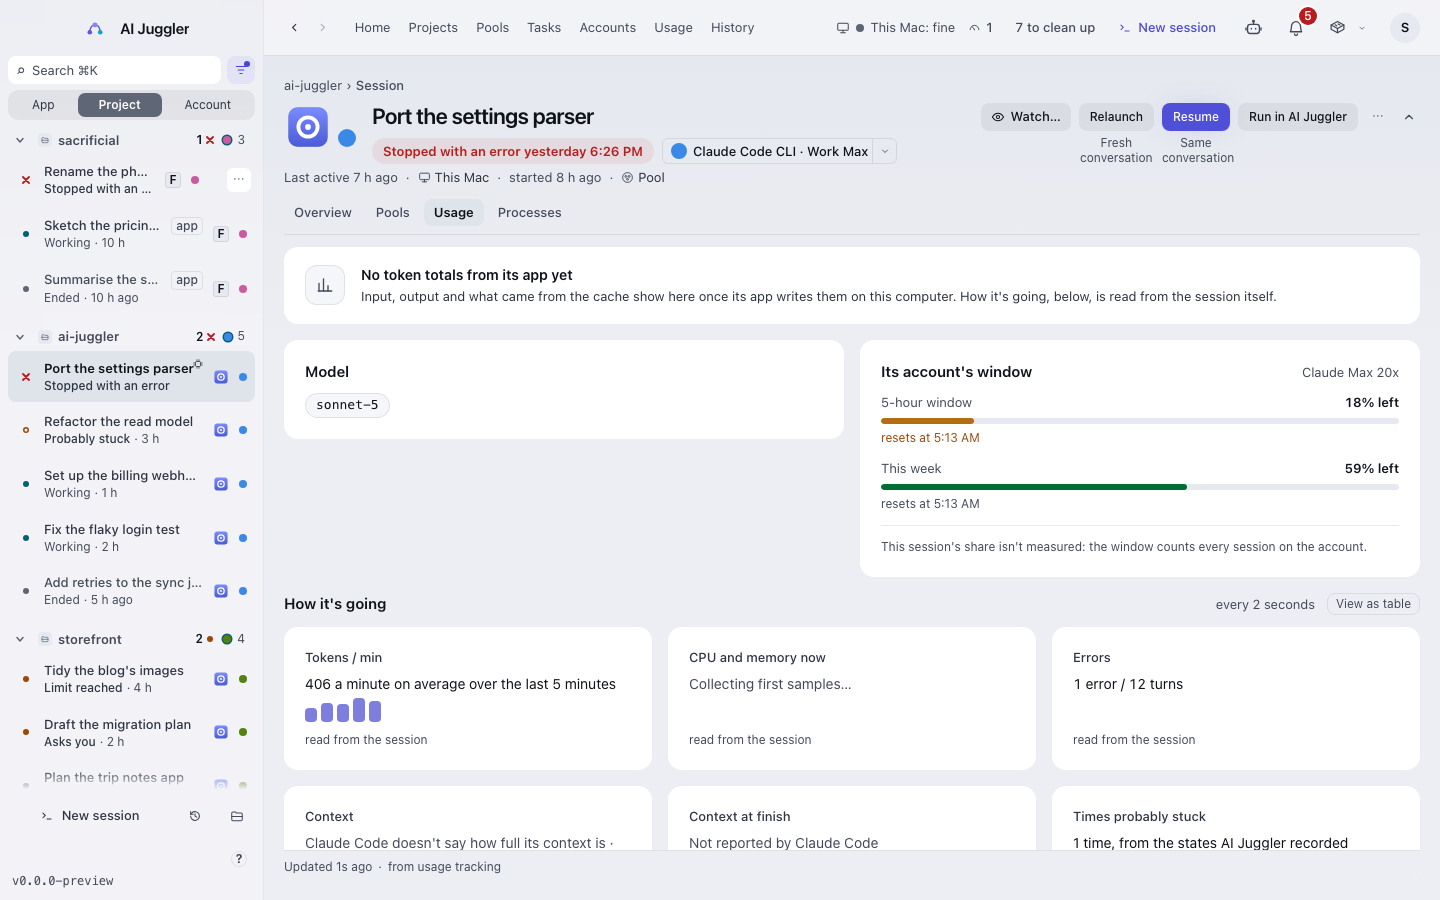 AI Juggler
Search ⌘K
App Project Account
sacrificial 1 3
Rename the ph...
Stopped with an ...
F
Sketch the pricin... app
Working · 10 h
F
Summarise the s... app
Ended · 10 h ago
F
ai-juggler 2 5
Port the settings parser
Stopped with an error
Refactor the read model
Probably stuck · 3 h
Set up the billing webh...
Working · 1 h
Fix the flaky login test
Working · 2 h
Add retries to the sync j...
Ended · 5 h ago
storefront 2 4
Tidy the blog's images
Limit reached · 4 h
Draft the migration plan
Asks you · 2 h
Plan the trip notes app
New session
?
v0.0.0-preview
Home Projects Pools Tasks Accounts Usage History
This Mac: fine 1 7 to clean up New session 5 S
ai-juggler › Session
Port the settings parser
Stopped with an error yesterday 6:26 PM
Claude Code CLI · Work Max
Last active 7 h ago · This Mac · started 8 h ago · Pool
Watch... Relaunch Resume Run in AI Juggler ...
Fresh conversation
Same conversation
Overview Pools Usage Processes
No token totals from its app yet
Input, output and what came from the cache show here once its app writes them on this computer. How it's going, below, is read from the session itself.
Model
sonnet-5
Its account's window Claude Max 20x
5-hour window 18% left
resets at 5:13 AM
This week 59% left
resets at 5:13 AM
This session's share isn't measured: the window counts every session on the account.
How it's going every 2 seconds View as table
Tokens / min
406 a minute on average over the last 5 minutes
read from the session
CPU and memory now
Collecting first samples...
read from the session
Errors
1 error / 12 turns
read from the session
Context
Claude Code doesn't say how full its context is ·
Context at finish
Not reported by Claude Code
Times probably stuck
1 time, from the states AI Juggler recorded
Updated 1s ago · from usage tracking